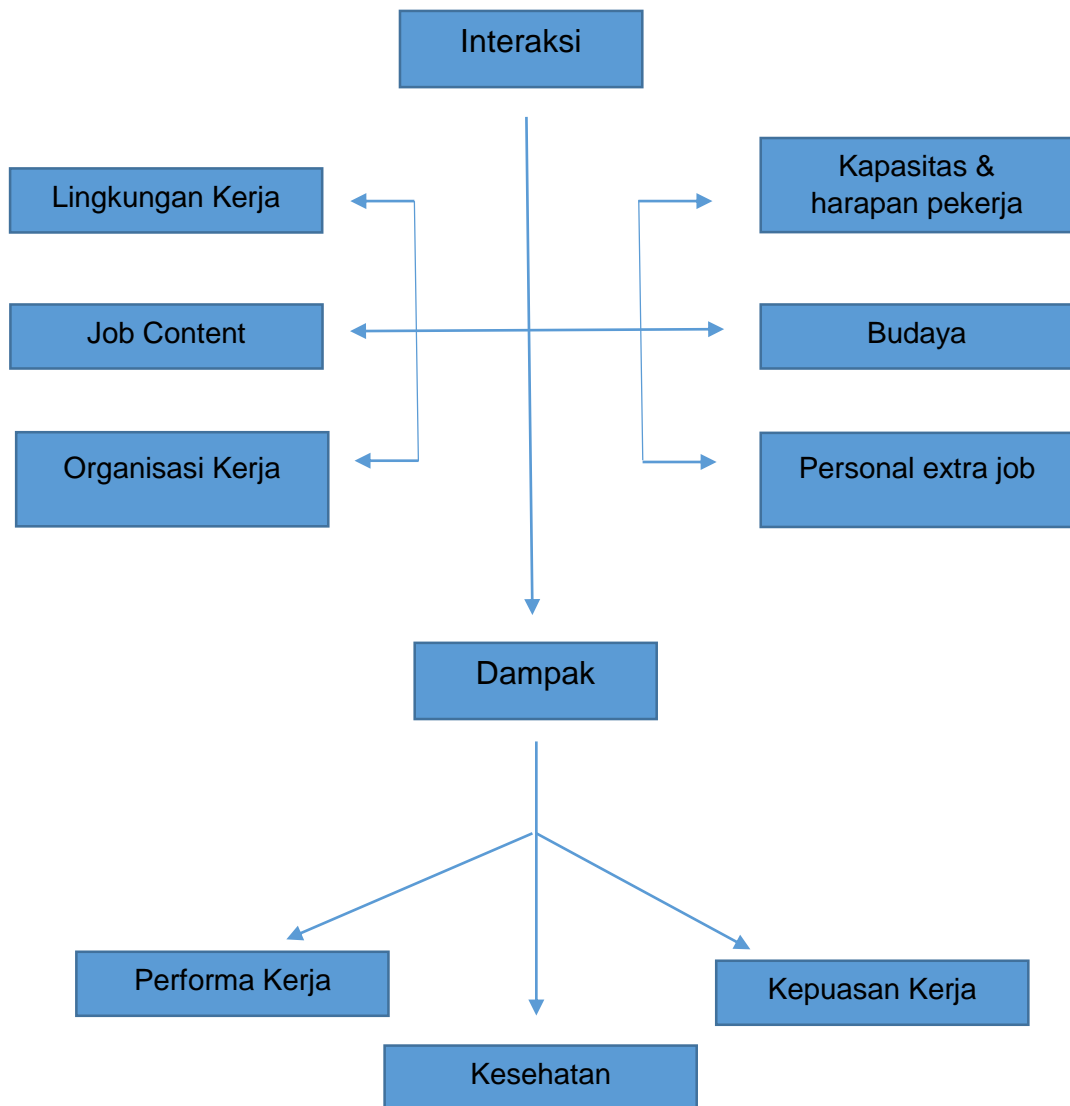 Interaksi
Lingkungan Kerja
Kapasitas &
harapan pekerja
Job Content
Budaya
Organisasi Kerja
Personal extra job
Dampak
Performa Kerja
Kepuasan Kerja
Kesehatan